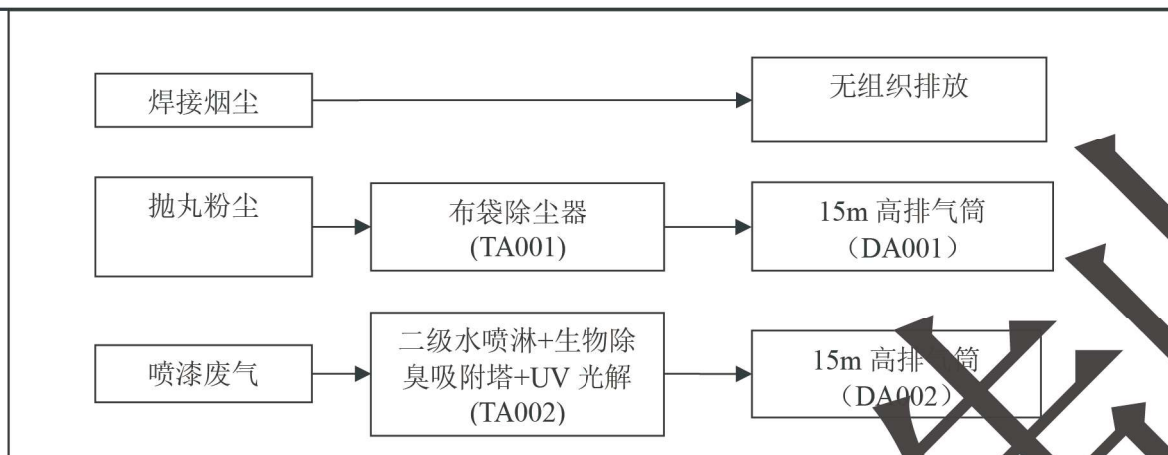 焊接烟尘
无组织排放
抛丸粉尘
布袋除尘器
(TA001)
15m 高排气筒
（DA001）
喷漆废气
二级水喷淋+生物除
臭吸附塔+UV 光解
(TA002)
15m 高排气筒
（DA002）